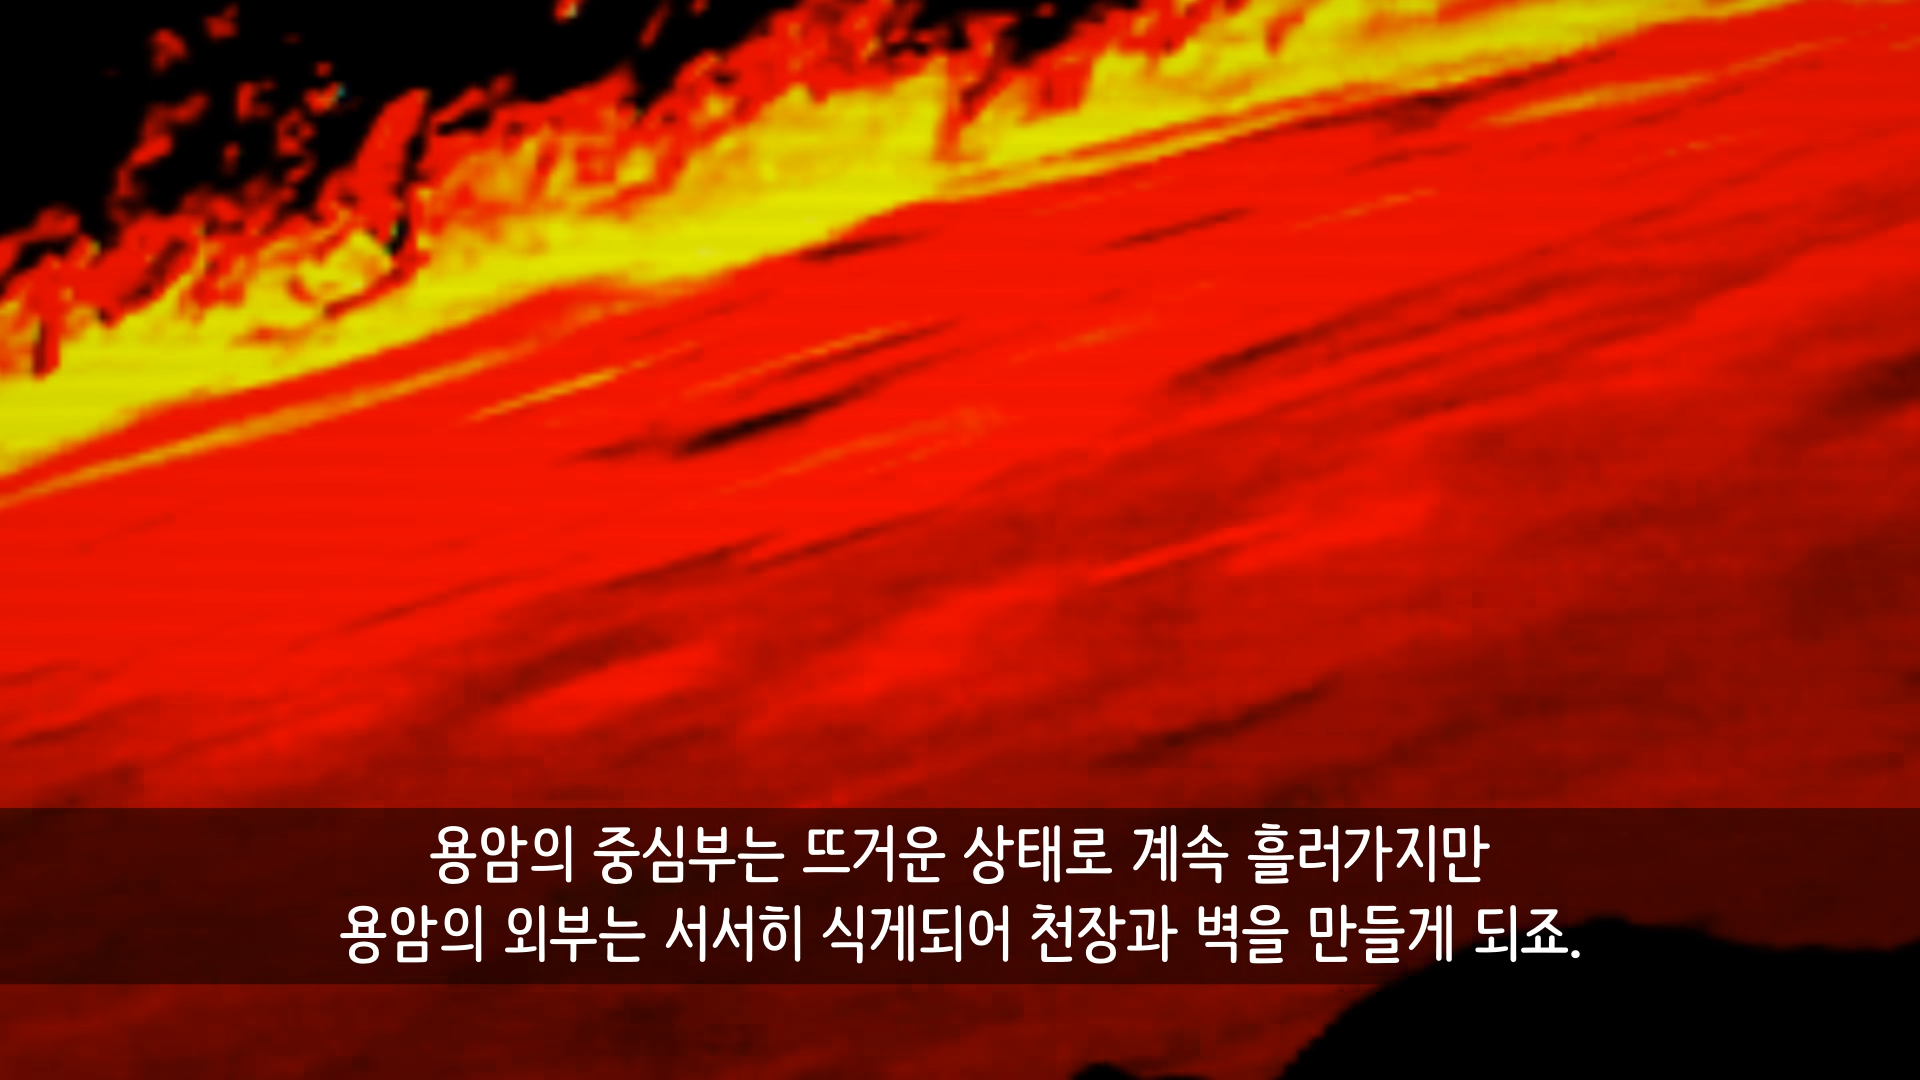 용암의 중심부는 뜨거운 상태로 계속 흘러가지만
용암의 외부는 서서히 식게되어 천장과 벽을 만들게 되죠.